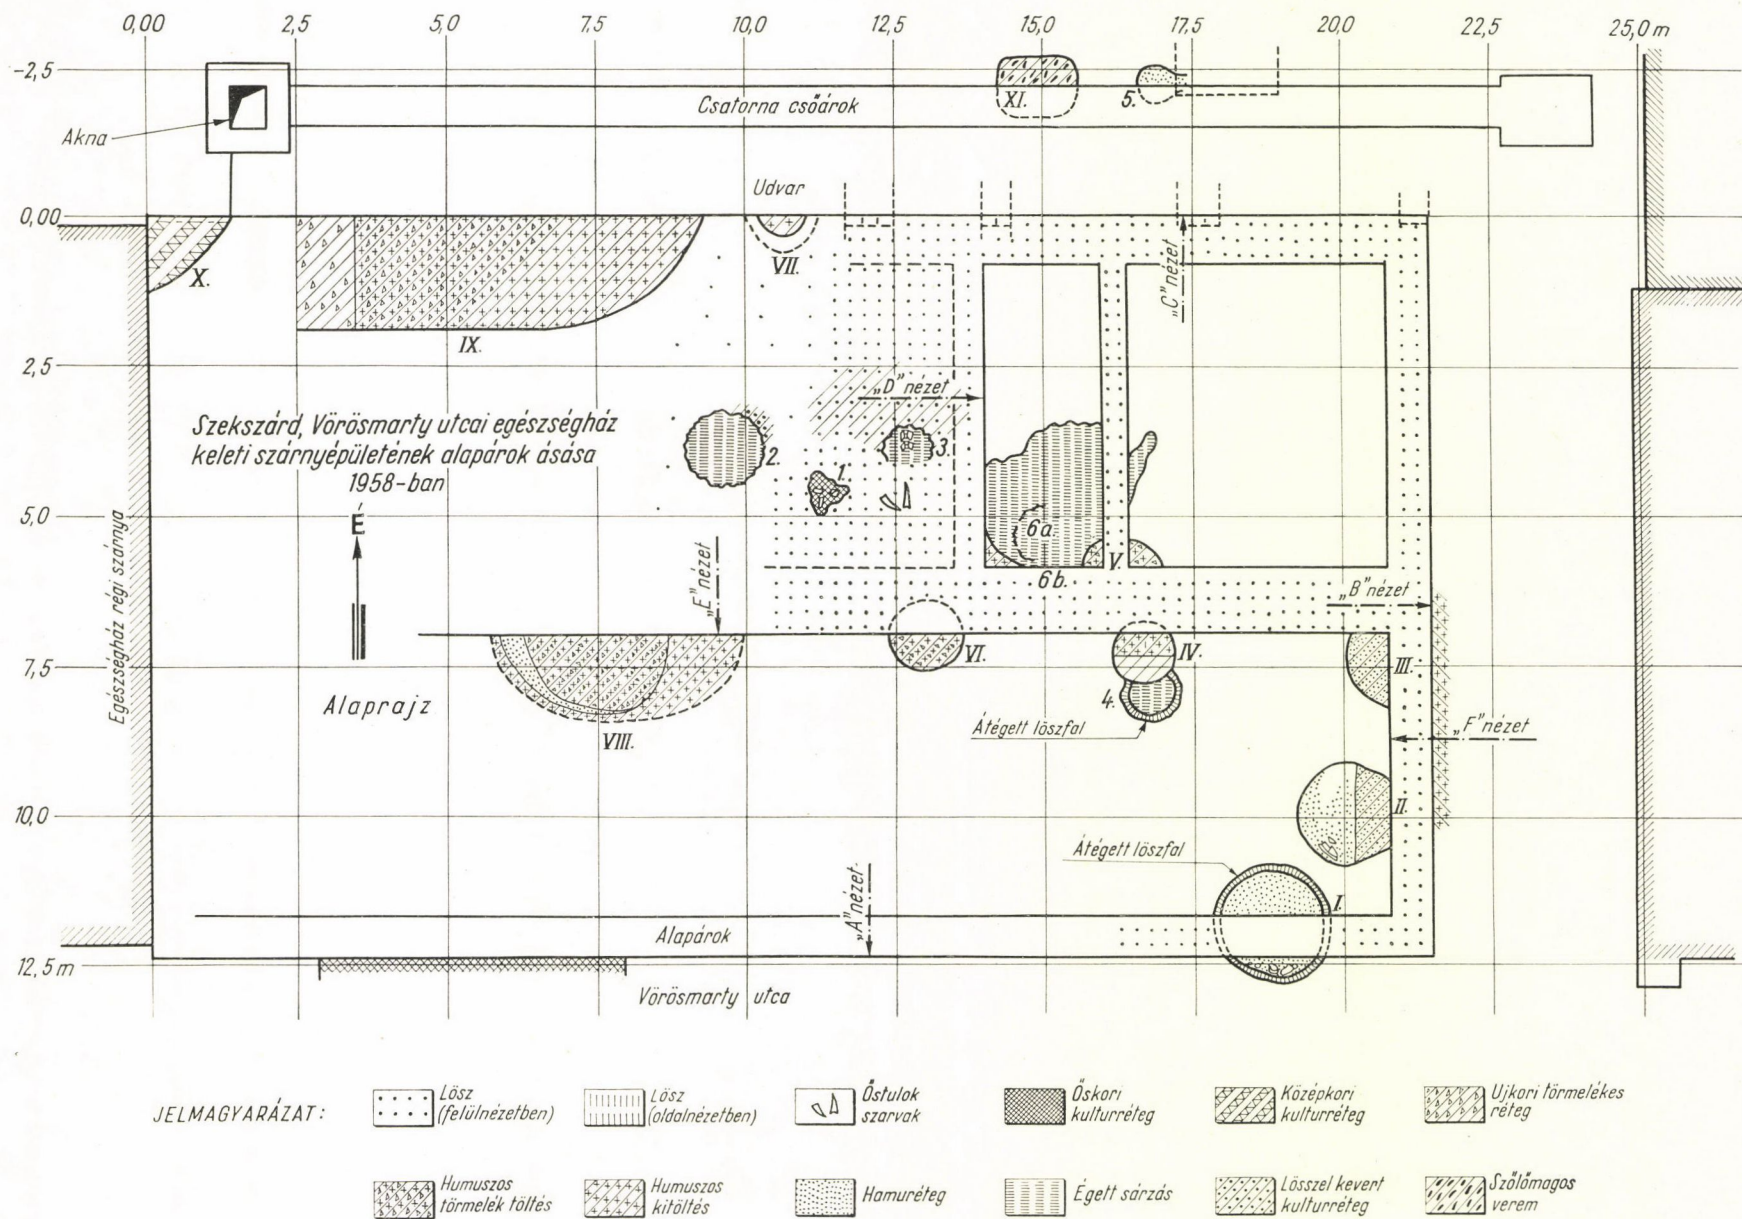 0,00 2,5 5,0 7,5 10,0 12,5 15,0 17,5 20,0 22,5 25,0 m
-2,5
Csatorna csőárok
XI.
5.
Akna
Udvar
0,00
X.
IX.
VII.
„C" nézet
2,5
„D" nézet
Szekszárd, Vörösmarty utcai egészségház
keleti szárnyépületének alapárok ásása
1958-ban
2.
3.
1.
5,0
É
6a.
V.
6b.
„E" nézet
„B" nézet
Egészségház régi szárnya
7,5
VI.
IV.
III.
Alaprajz
4.
VIII.
Átégett löszfal
„F" nézet
10,0
II.
Átégett löszfal
I.
„A" nézet
Alapárok
12,5 m
Vörösmarty utca
JELMAGYARÁZAT:
Lösz
(felülnézetben)
Lösz
(oldalnézetben)
Őstulok
szarvak
Őskori
kulturréteg
Középkori
kulturréteg
Ujkori törmelékes
réteg
Humuszos
törmelék töltés
Humuszos
kitöltés
Hamuréteg
Égett sárzás
Lösszel kevert
kulturréteg
Szőlőmagos
verem